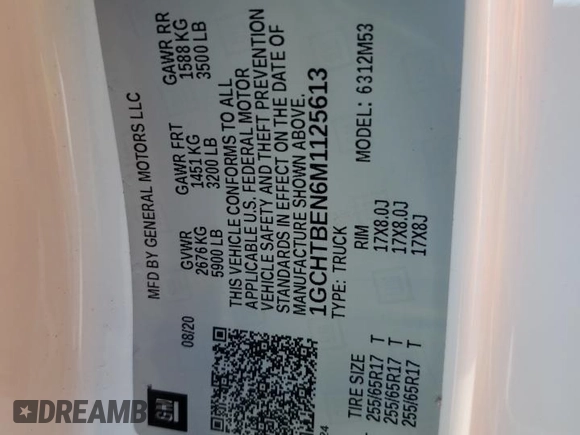 MFD BY GENERAL MOTORS LLC
08/20
GVWR GAWR FRT GAWR RR
2676 KG 1451 KG 1588 KG
5900 LB 3200 LB 3500 LB
THIS VEHICLE CONFORMS TO ALL
APPLICABLE U.S. FEDERAL MOTOR
VEHICLE SAFETY AND THEFT PREVENTION
STANDARDS IN EFFECT ON THE DATE OF
MANUFACTURE SHOWN ABOVE.
1GCHTBEN6M1125613
TYPE: TRUCK MODEL: 6312M53
TIRE SIZE RIM
255/65R17 T 17X8.0J
255/65R17 T 17X8.0J
255/65R17 T 17X8J
GM
24
DREAMB